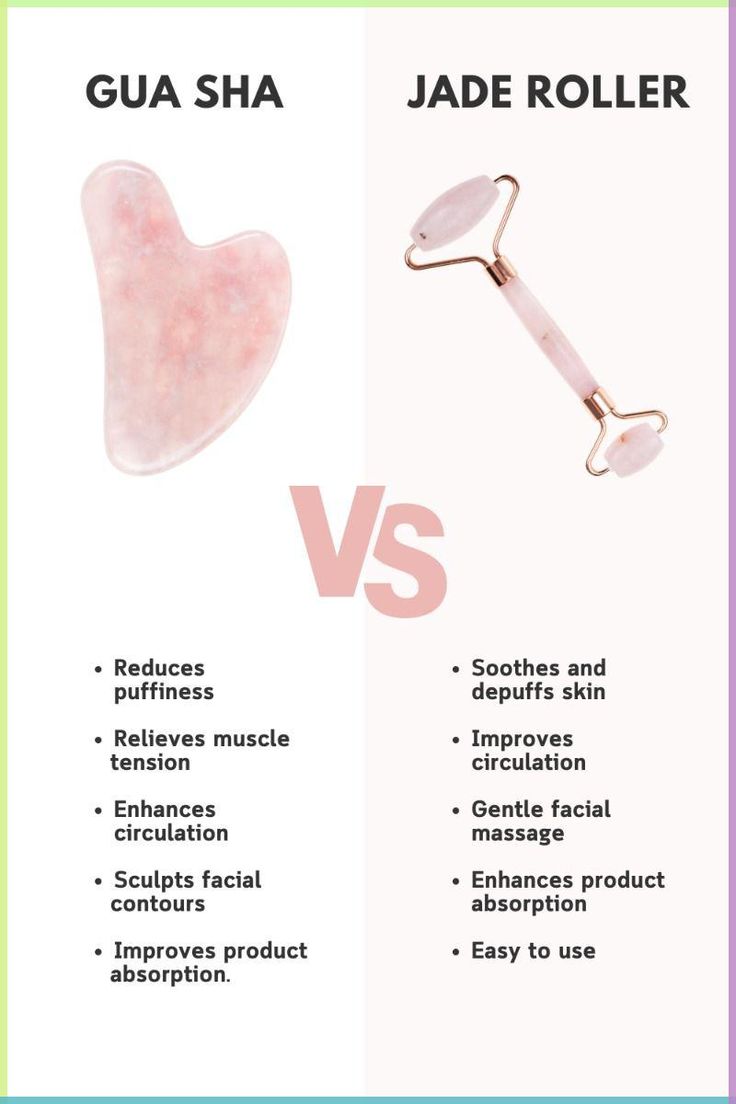 GUA SHA
JADE ROLLER
VS
• Reduces
puffiness
• Relieves muscle
tension
• Enhances
circulation
• Sculpts facial
contours
• Improves product
absorption.
• Soothes and
depuffs skin
• Improves
circulation
• Gentle facial
massage
• Enhances product
absorption
• Easy to use